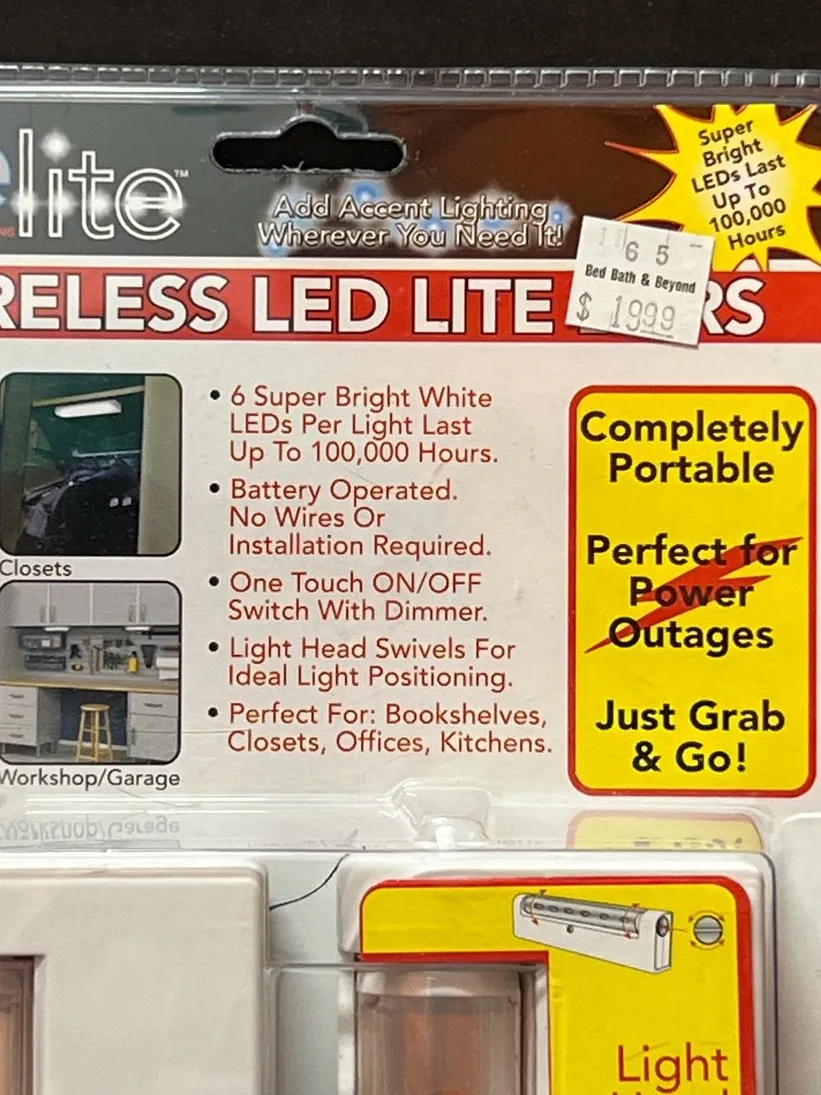 elite™
Add Accent Lighting
Wherever You Need It!
Super
Bright
LEDs Last
Up To
100,000
Hours
6 5
Bed Bath & Beyond
$ 1999
RELESS LED LITE RS
• 6 Super Bright White
LEDs Per Light Last
Up To 100,000 Hours.
• Battery Operated.
No Wires Or
Installation Required.
• One Touch ON/OFF
Switch With Dimmer.
• Light Head Swivels For
Ideal Light Positioning.
• Perfect For: Bookshelves,
Closets, Offices, Kitchens.
Closets
Workshop/Garage
Completely
Portable
Perfect for
Power
Outages
Just Grab
& Go!
Light